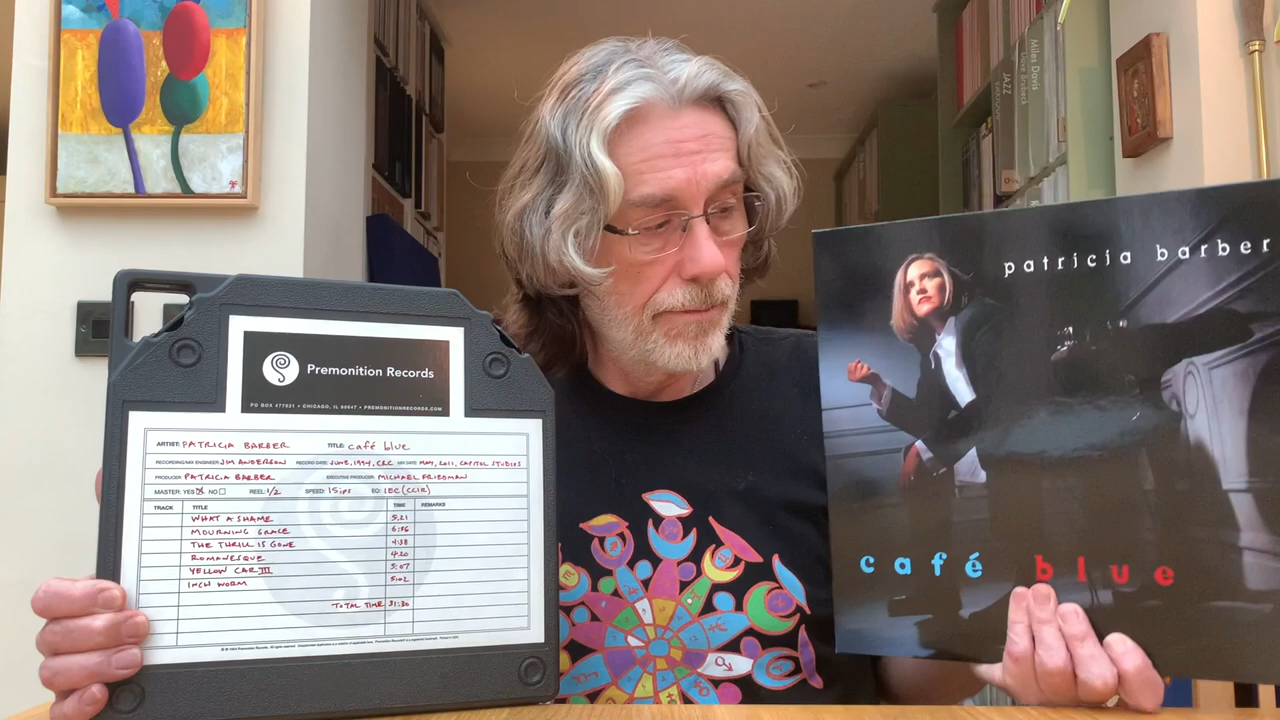 Premonition Records
PO BOX 477831 • CHICAGO, IL 60647 • PREMONITIONRECORDS.COM
ARTIST: PATRICIA BARBER TITLE: café blue
RECORDING/MIX ENGINEER: JIM ANDERSON RECORD DATE: JUNE, 1994, CRC MIX DATE: MAY, 2011, CAPITOL STUDIOS
PRODUCER: PATRICIA BARBER EXECUTIVE PRODUCER: MICHAEL FRIEDMAN
MASTER: YES NO REEL: 1/2 SPEED: 15ips EQ: IEC (CCIR)
TRACK TITLE TIME REMARKS
WHAT A SHAME 5:21
MOURNING GRACE
THE THRILL IS GONE 4:38
ROMANESQUE 4:20
YELLOW CAR III 5:07
INCH WORM 5:02
TOTAL TIME 31:30
patricia barber
café blue
Miles Davis
Dave Brubeck
JAZZ